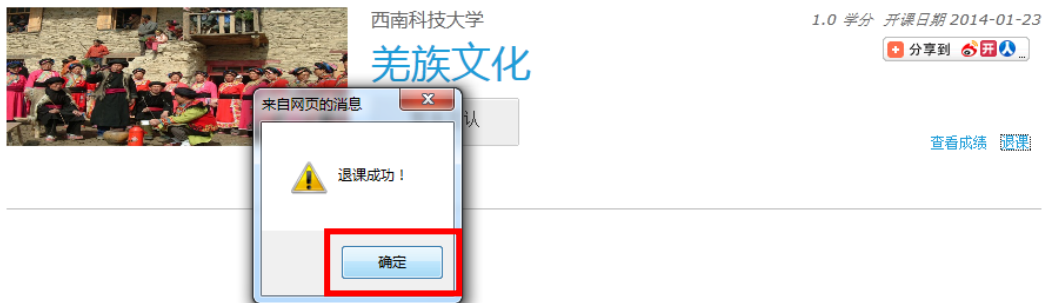 西南科技大学
1.0 学分 开课日期 2014-01-23
羌族文化
分享到 开 ...
来自网页的消息
认
查看成绩 退课
退课成功！
确定